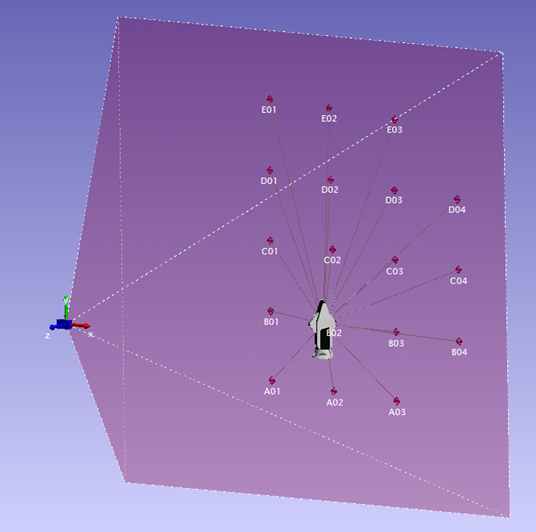 E01 E02 E03
D01 D02 D03 D04
C01 C02 C03 C04
y
z x
B01 B02 B03 B04
A01 A02 A03